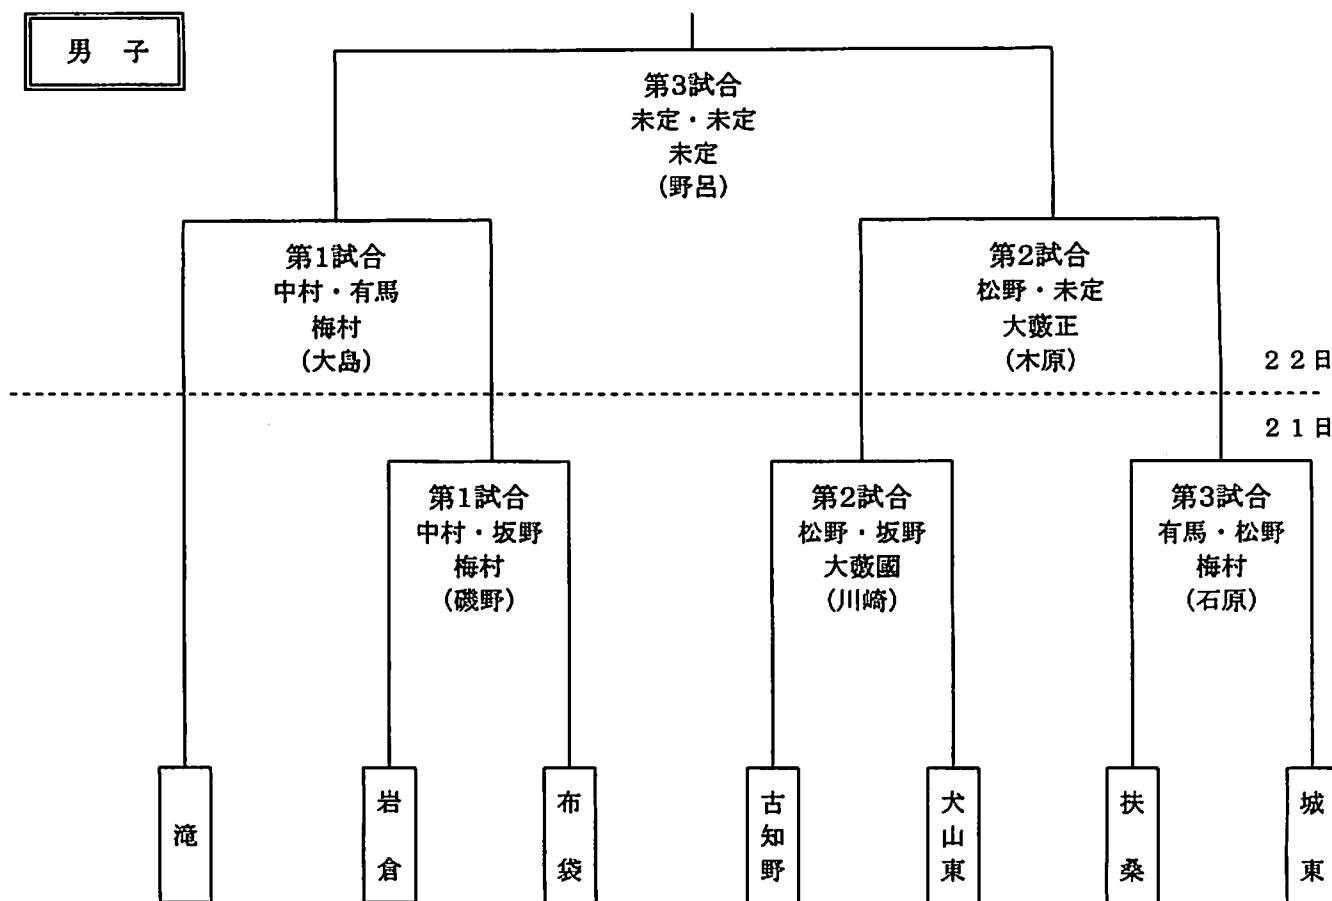 男 子
第3試合
未定・未定
未定
(野呂)
第1試合
中村・有馬
梅村
(大島)
第2試合
松野・未定
大薮正
(木原)
22日
21日
第1試合
中村・坂野
梅村
(磯野)
第2試合
松野・坂野
大薮國
(川崎)
第3試合
有馬・松野
梅村
(石原)
滝
岩倉
布袋
古知野
犬山東
扶桑
城東